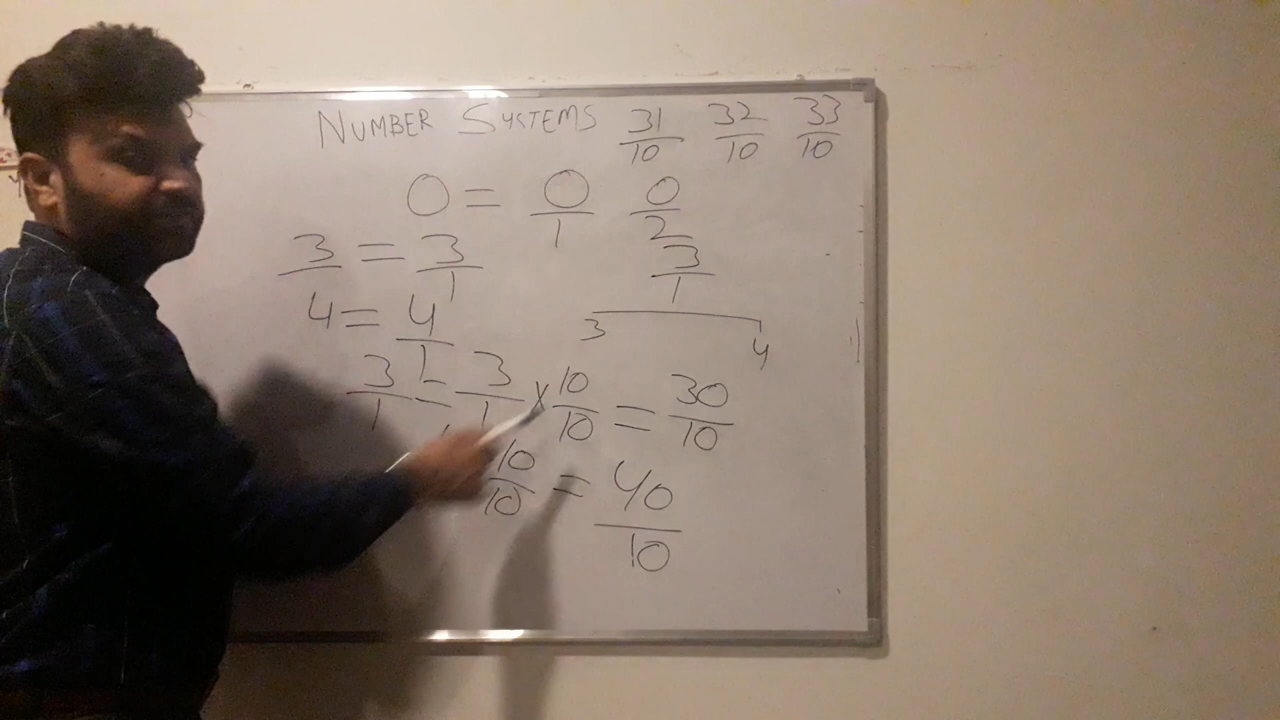 NUMBER SYSTEMS 31/10 32/10 33/10
0 = 0/1 0/2
3 = 3/1 3/1
4 = 4/1 3 4
3/1 = 3/1 x 10/10 = 30/10
10/10 = 40/10